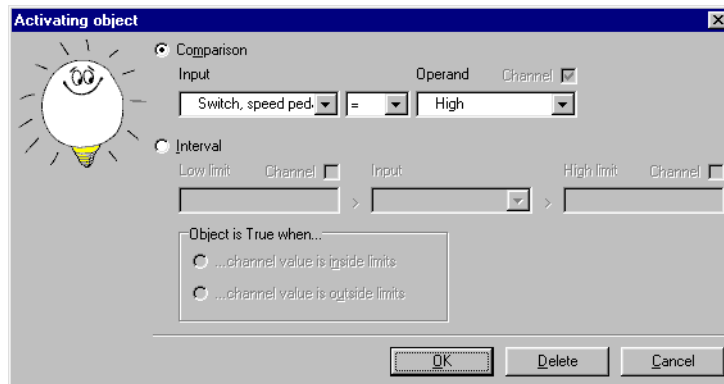 Activating object
Comparison
Input Operand Channel
Switch, speed ped. = High
Interval
Low limit Channel Input High limit Channel
> >
Object is True when...
...channel value is inside limits
...channel value is outside limits
OK Delete Cancel